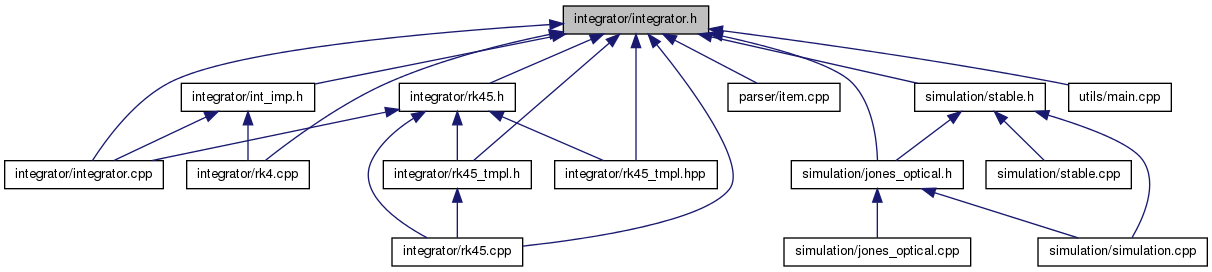 integrator/integrator.h
integrator/int_imp.h
integrator/rk45.h
parser/item.cpp
simulation/stable.h
utils/main.cpp
integrator/integrator.cpp
integrator/rk4.cpp
integrator/rk45_tmpl.h
integrator/rk45_tmpl.hpp
simulation/jones_optical.h
simulation/stable.cpp
integrator/rk45.cpp
simulation/jones_optical.cpp
simulation/simulation.cpp